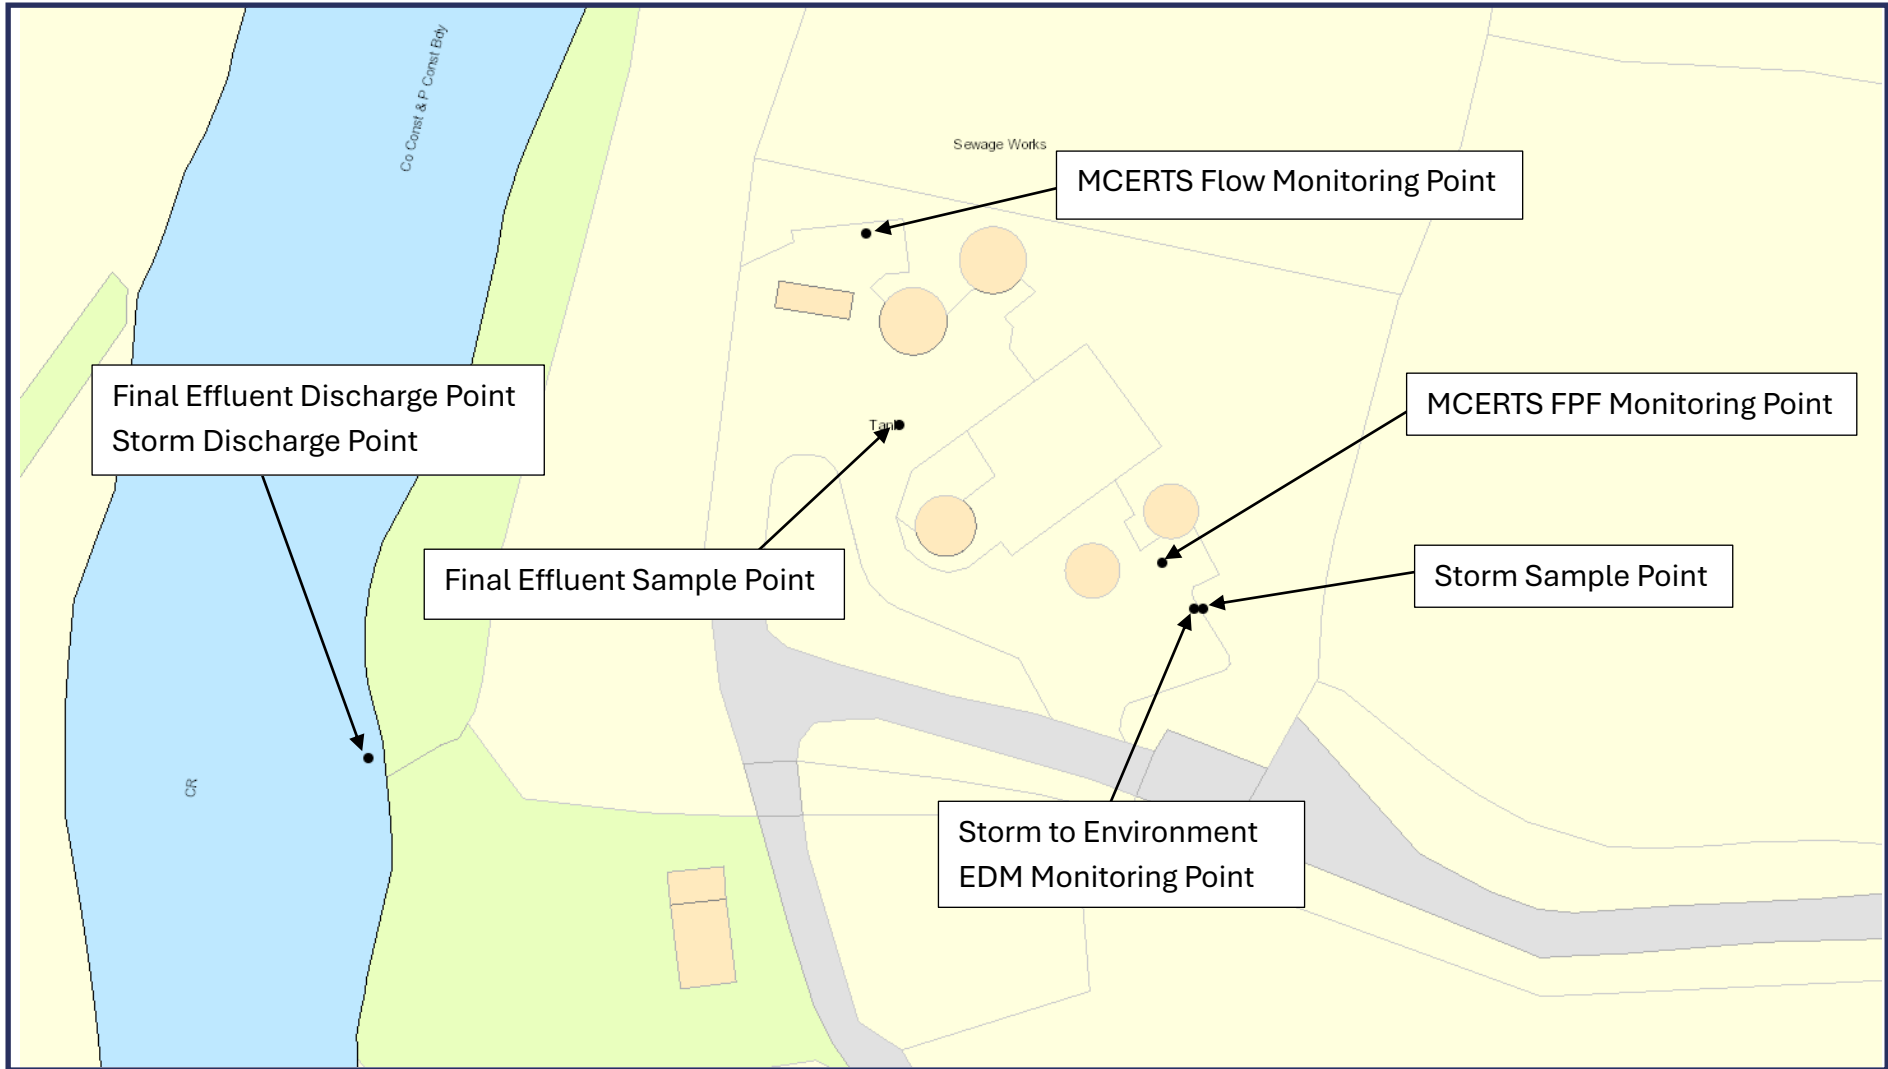 Co Const & P Const Bdy
Sewage Works
MCERTS Flow Monitoring Point
Final Effluent Discharge Point
Storm Discharge Point
MCERTS FPF Monitoring Point
Tank
Final Effluent Sample Point
Storm Sample Point
CR
Storm to Environment
EDM Monitoring Point